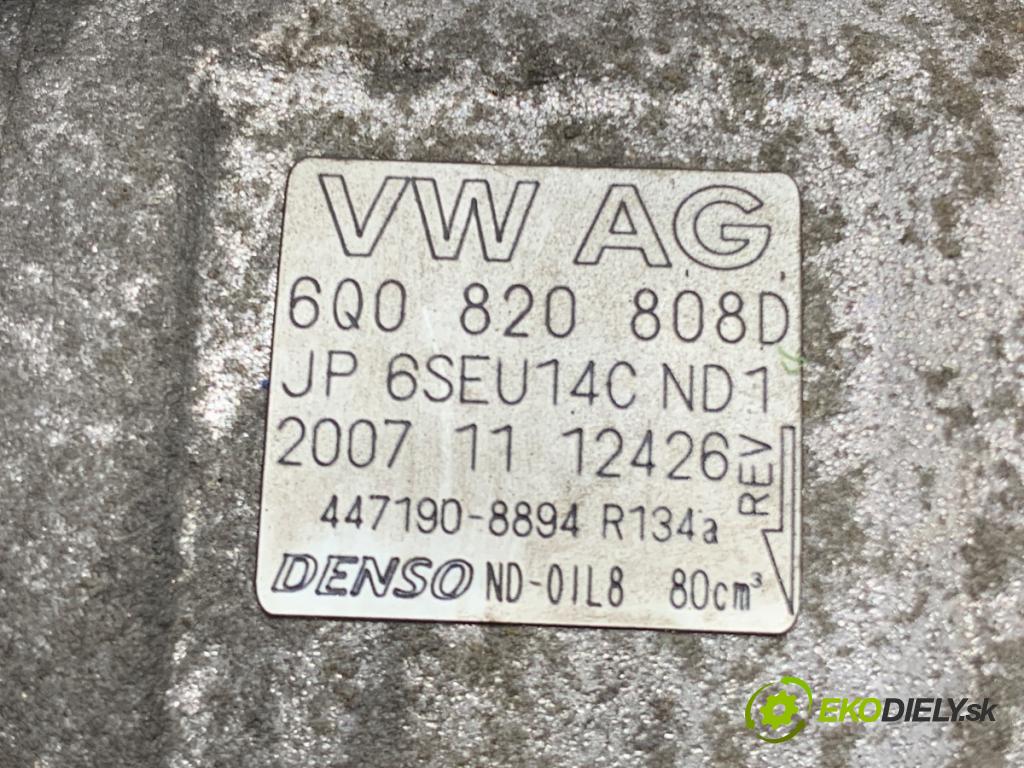 VW AG
6Q0 820 808D
JP 6SEU14C ND1
2007 11 12426
REV
447190-8894 R134a
DENSO ND-OIL8 80cm³
EKODIELY.sk